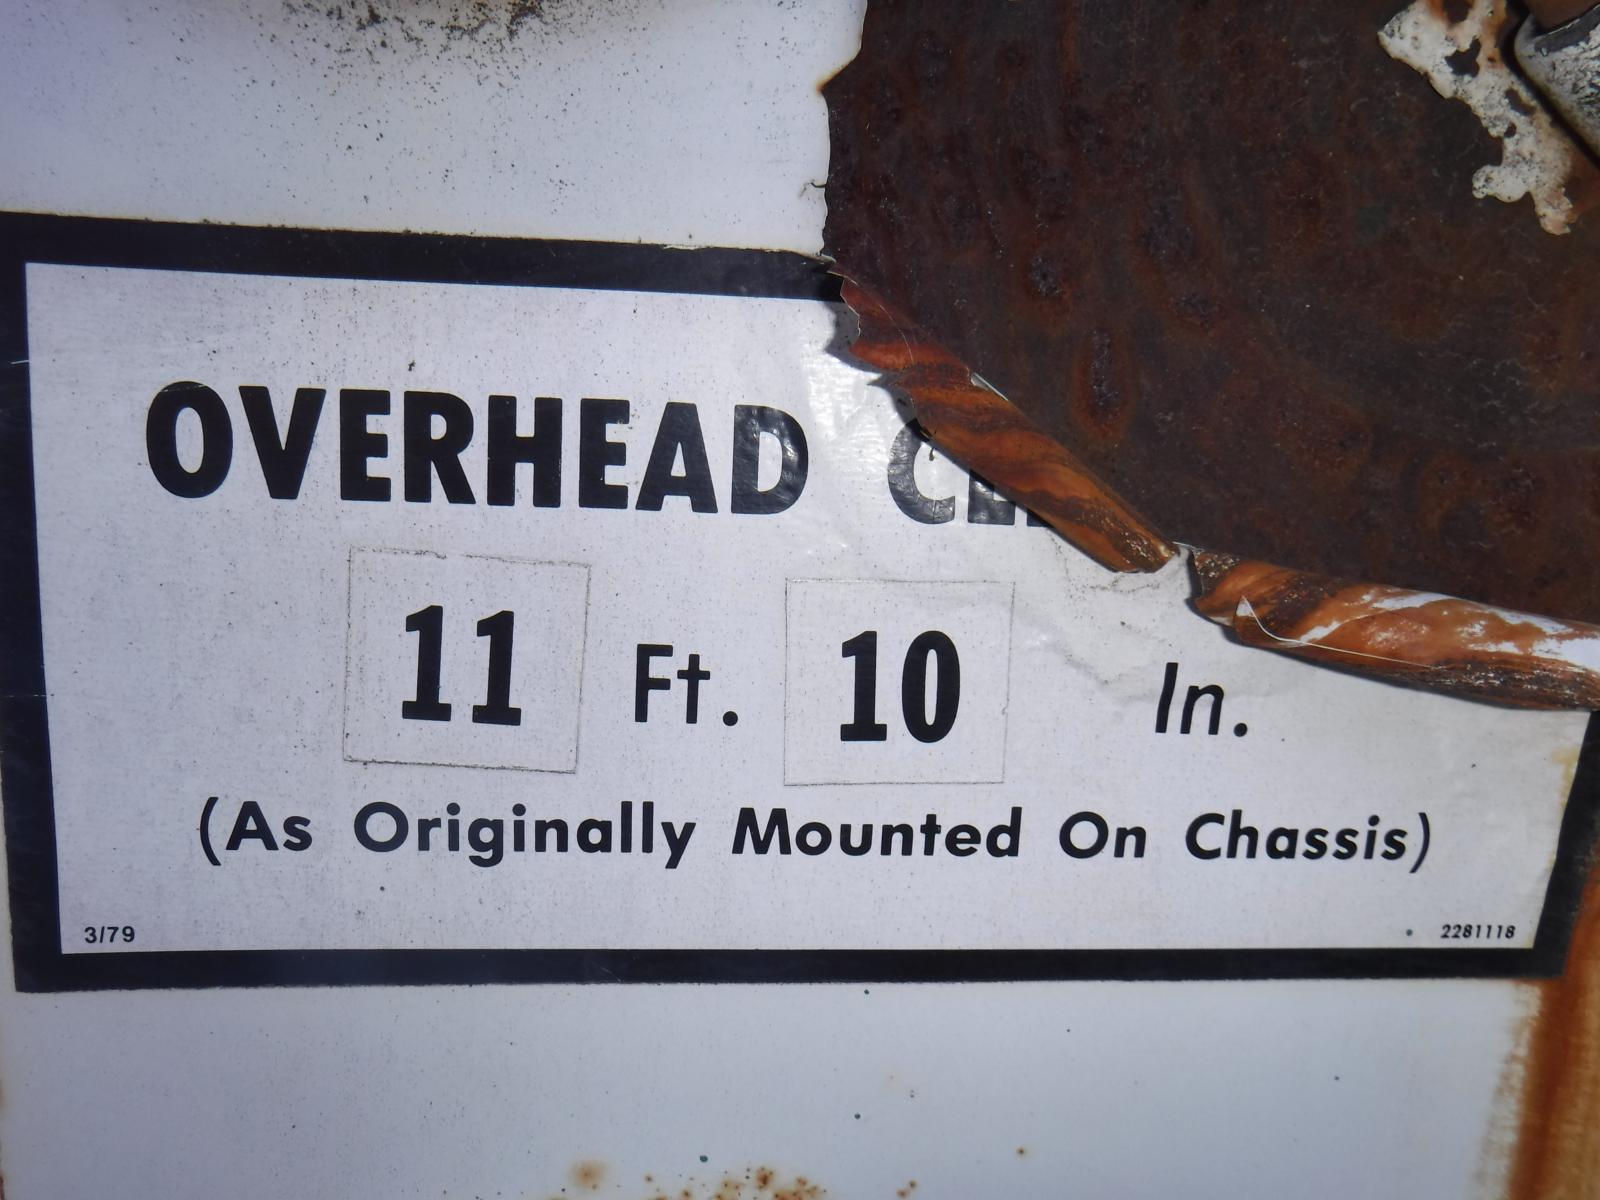 OVERHEAD
11 Ft. 10 In.
(As Originally Mounted On Chassis)
3/79 2281118